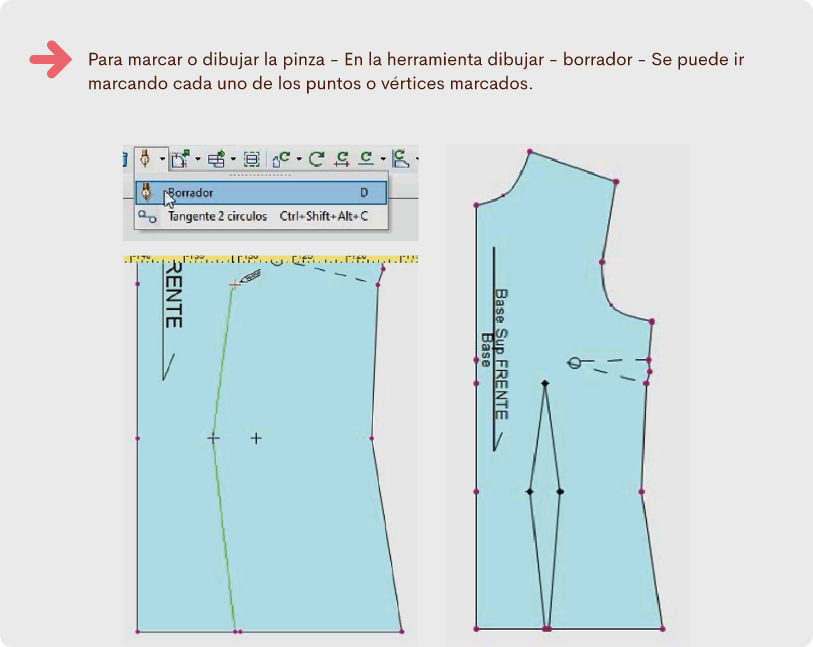 Para marcar o dibujar la pinza - En la herramienta dibujar - borrador - Se puede ir
marcando cada uno de los puntos o vértices marcados.
Borrador D
Tangente 2 circulos Ctrl+Shift+Alt+C
RENTE
Base Sup FRENTE
Base